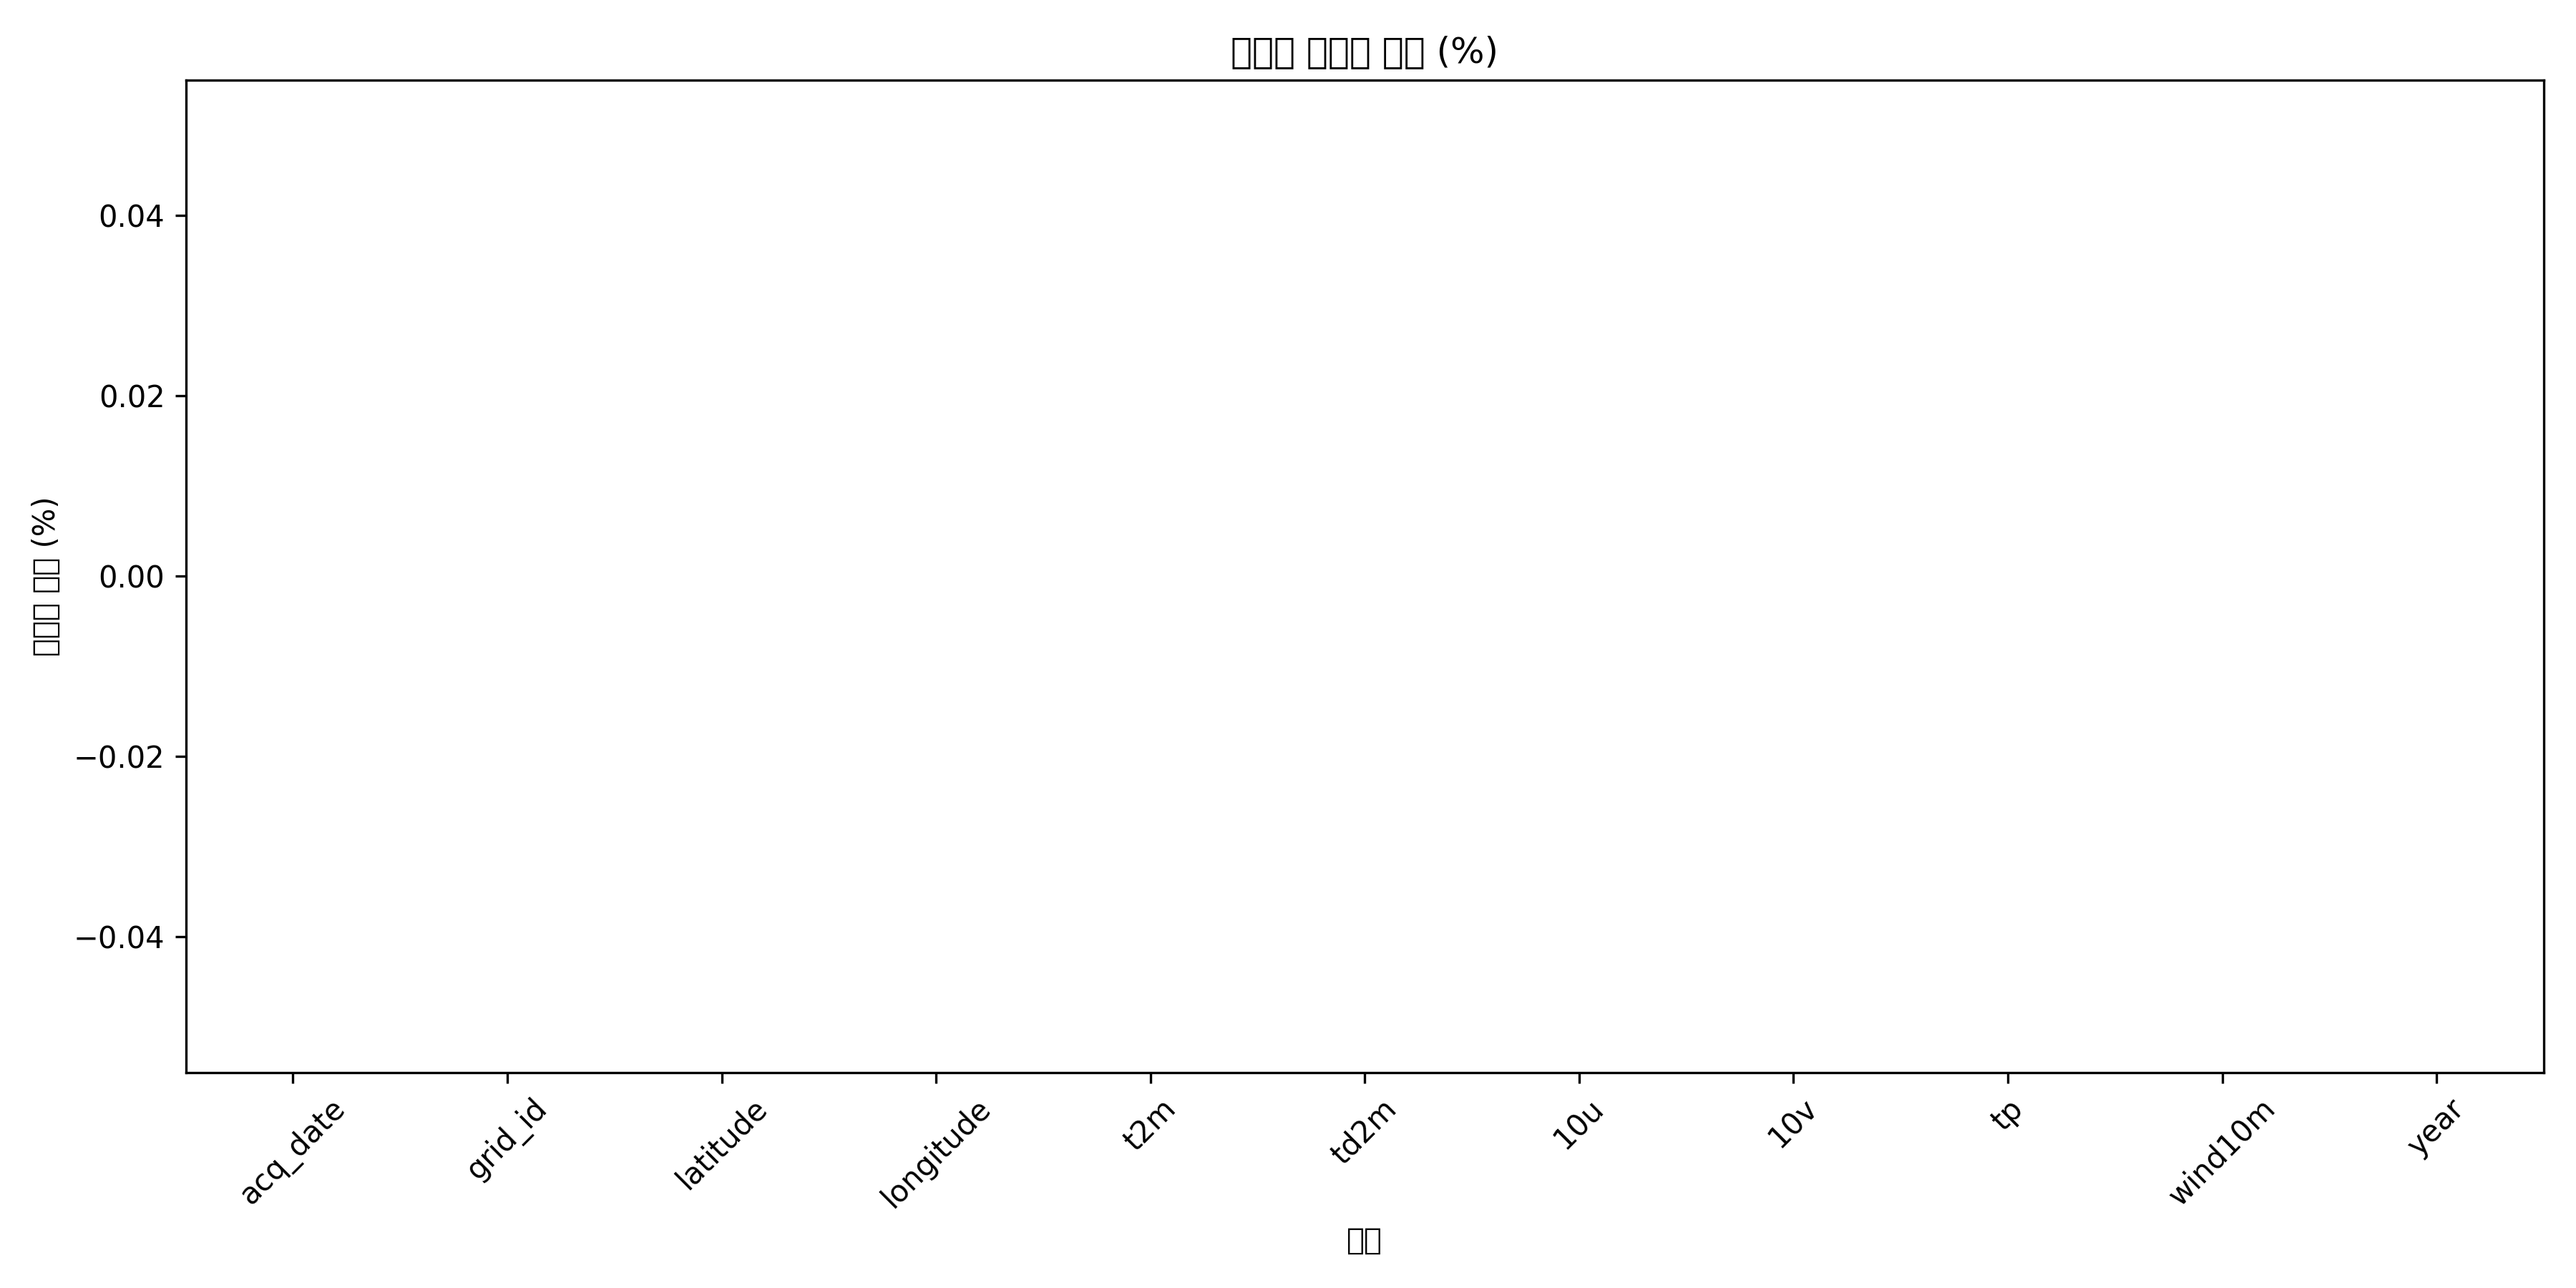 (%)
0.04
0.02
0.00
−0.02
−0.04
(%)
acq_date
grid_id
latitude
longitude
t2m
td2m
10u
10v
tp
wind10m
year